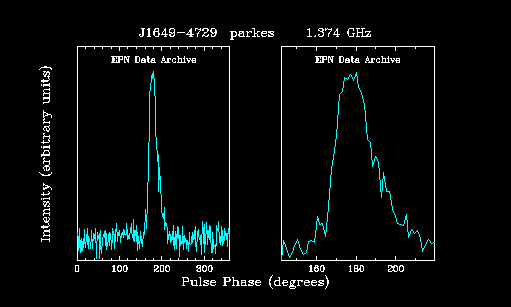 J1649−4729 parkes 1.374 GHz
EPN Data Archive EPN Data Archive
Intensity (arbitrary units)
0 100 200 300 160 180 200
Pulse Phase (degrees)